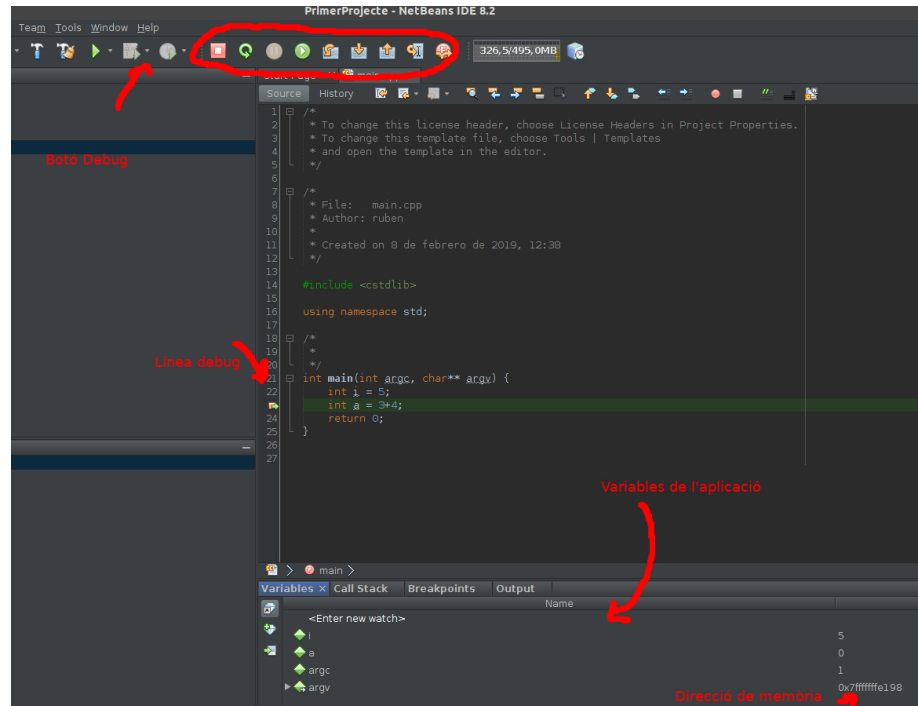 PrimerProjecte - NetBeans IDE 8.2
Team Tools Window Help
326,5/495,0MB
Botó Debug
Source History
1 /*
2 * To change this license header, choose License Headers in Project Properties.
3 * To change this template file, choose Tools | Templates
4 * and open the template in the editor.
5 */
6
7 /*
8 * File: main.cpp
9 * Author: ruben
10 *
11 * Created on 8 de febrero de 2019, 12:38
12 */
13
14 #include <cstdlib>
15
16 using namespace std;
17
18 /*
19 *
20 */
Linea debug
21 int main(int argc, char** argv) {
22 int i = 5;
int a = 3+4;
24 return 0;
25 }
26
27
Variables de l'aplicació
main
Variables × Call Stack Breakpoints Output
Name
<Enter new watch>
i 5
a 0
argc 1
argv 0x7fffffffe198
Direcció de memòria